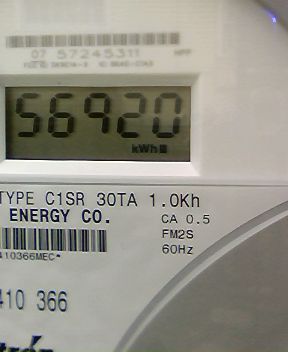 07 57245311
56920
kWh
TYPE C1SR 30TA 1.0Kh
ENERGY CO.
CA 0.5
FM2S
60Hz
410366MEC*
410 366